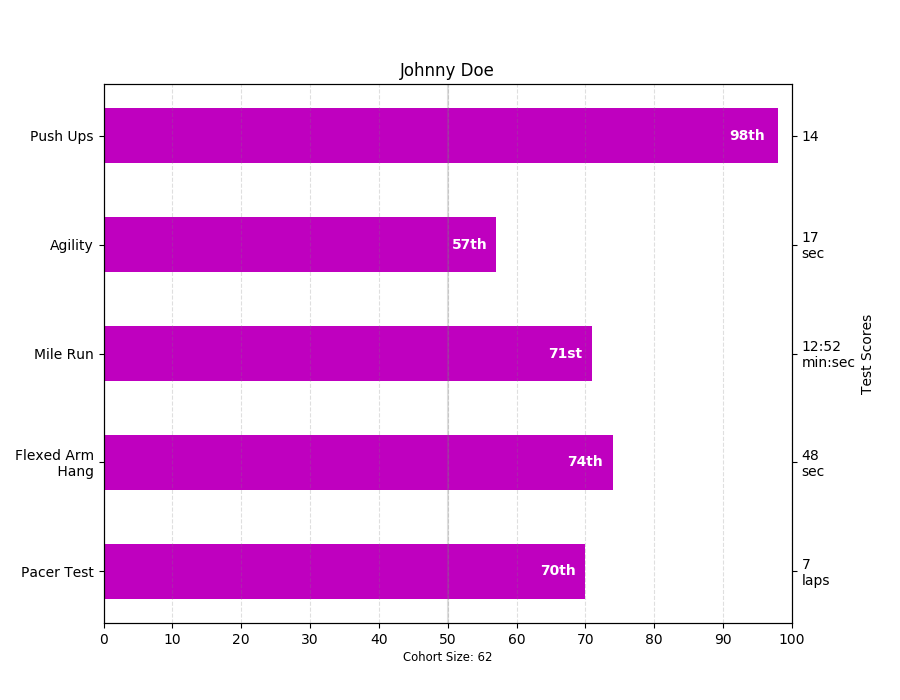 Johnny Doe
Push Ups
98th
14
Agility
57th
17
sec
Mile Run
71st
12:52
min:sec
Test Scores
Flexed Arm
Hang
74th
48
sec
Pacer Test
70th
7
laps
0 10 20 30 40 50 60 70 80 90 100
Cohort Size: 62